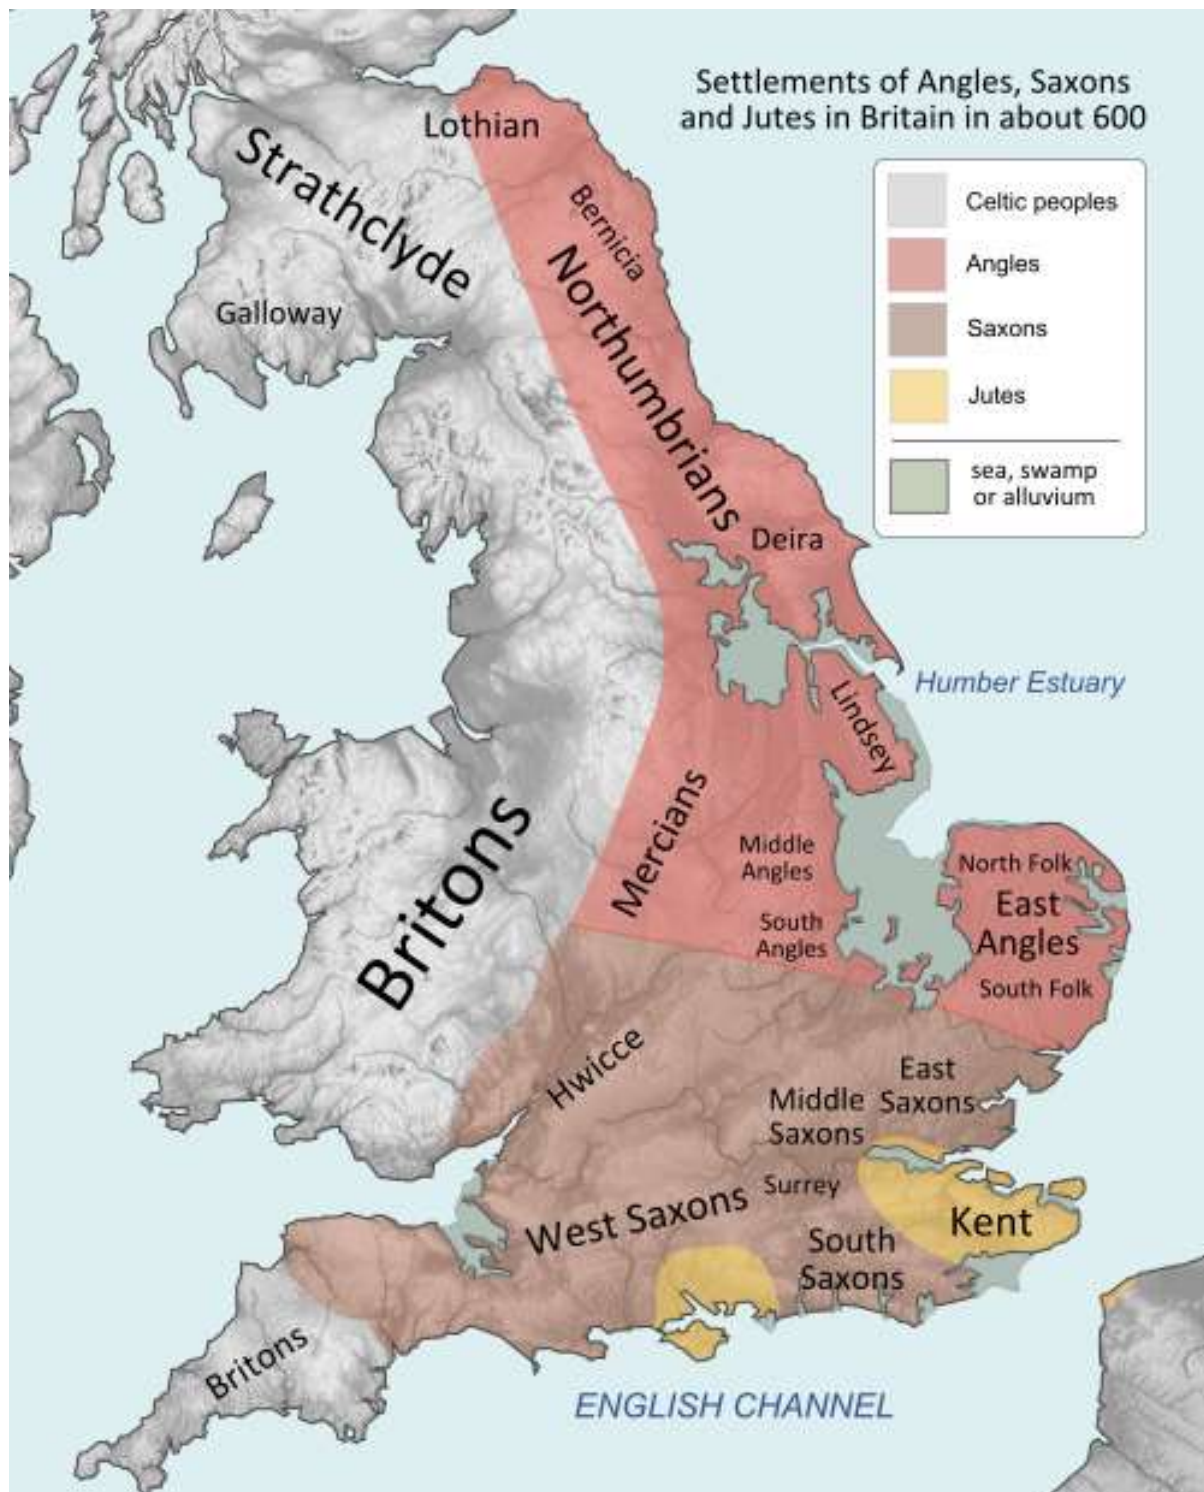 Settlements of Angles, Saxons
and Jutes in Britain in about 600
Celtic peoples
Angles
Saxons
Jutes
sea, swamp
or alluvium
Lothian
Strathclyde
Bernicia
Galloway
Northumbrians
Deira
Humber Estuary
Lindsey
Mercians
Britons
Middle
Angles
South
Angles
North Folk
East
Angles
South Folk
Hwicce
East
Saxons
Middle
Saxons
Surrey
West Saxons
Kent
South
Saxons
Britons
ENGLISH CHANNEL